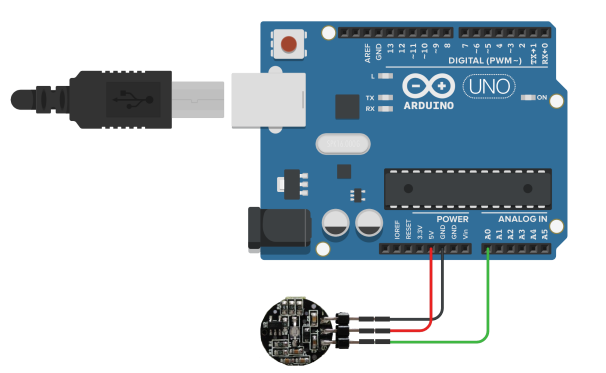 AREF
GND
13
12
~11
~10
~9
8
7
~6
~5
4
~3
2
TX→1
RX←0
DIGITAL (PWM~)
L
TX
RX
ARDUINO
UNO
ON
POWER
ANALOG IN
IOREF
RESET
3.3V
5V
GND
GND
Vin
A0
A1
A2
A3
A4
A5